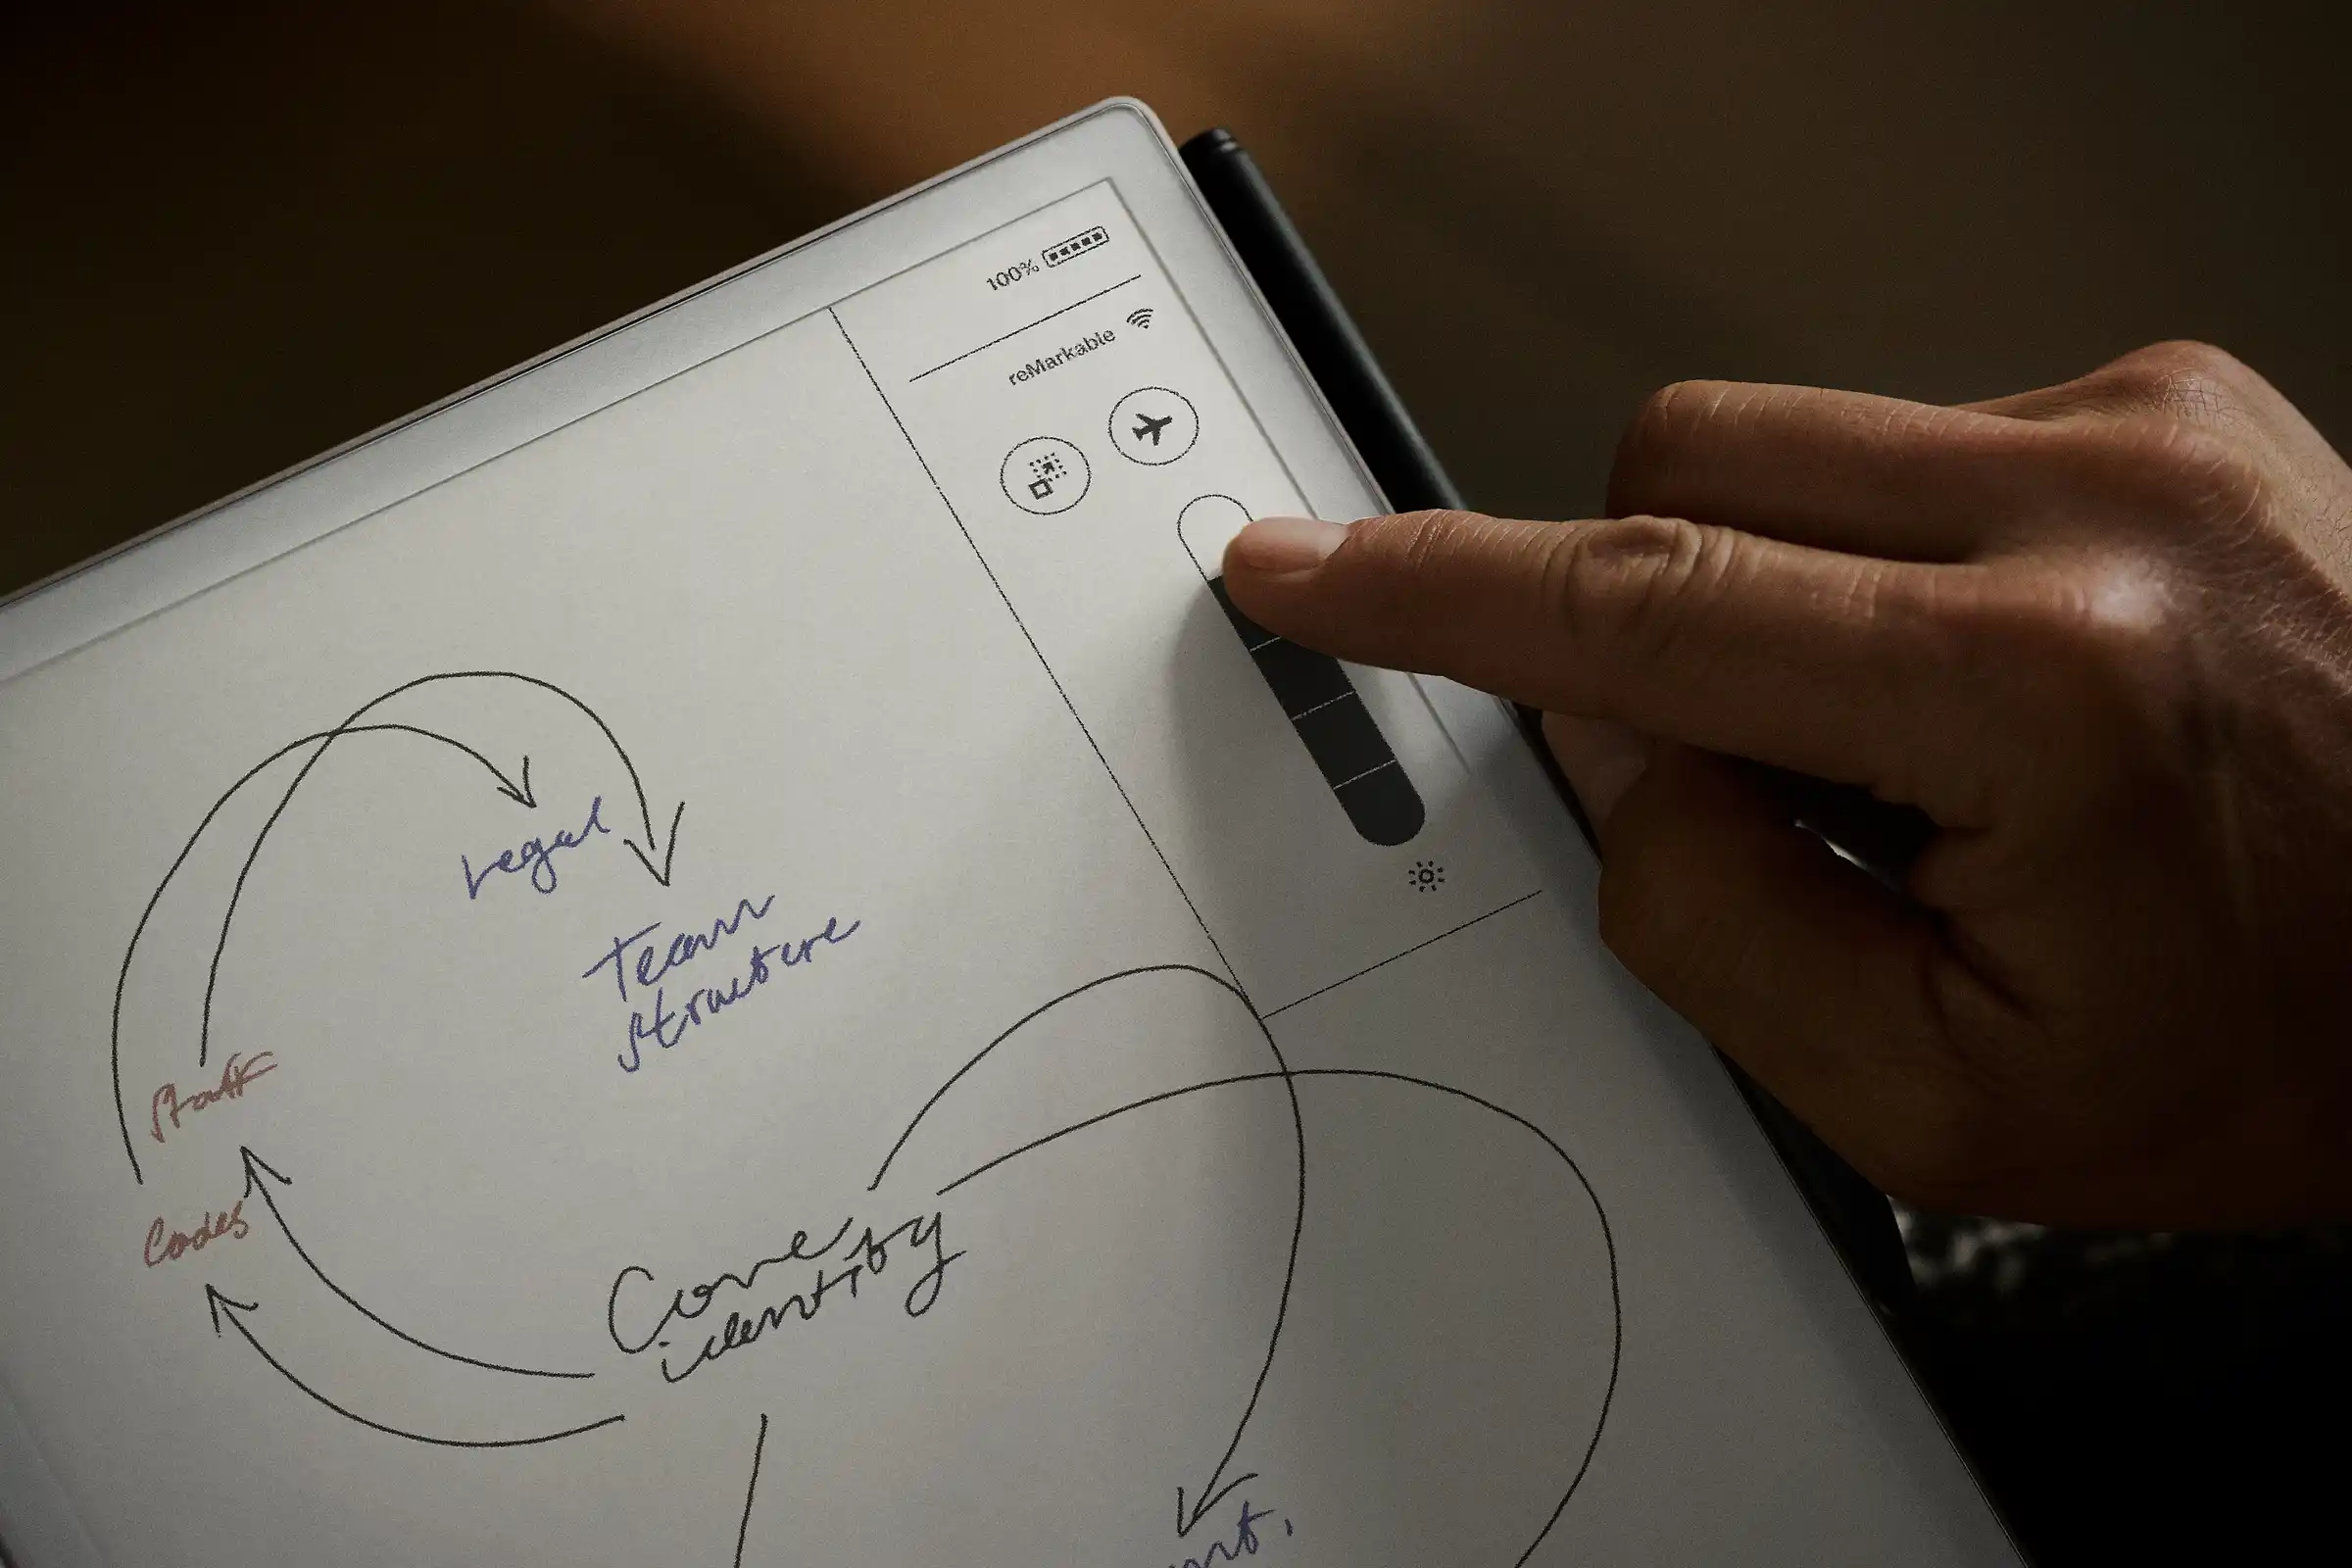 100%
reMarkable
Legal
Team
structure
Staff
Codes
Core
identity